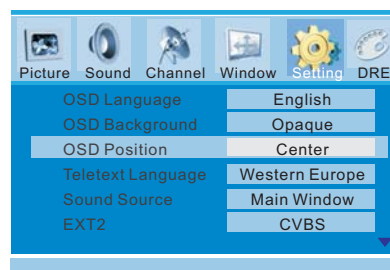 Picture Sound Channel Window Setting DRE
OSD Language English
OSD Background Opaque
OSD Position Center
Teletext Language Western Europe
Sound Source Main Window
EXT2 CVBS